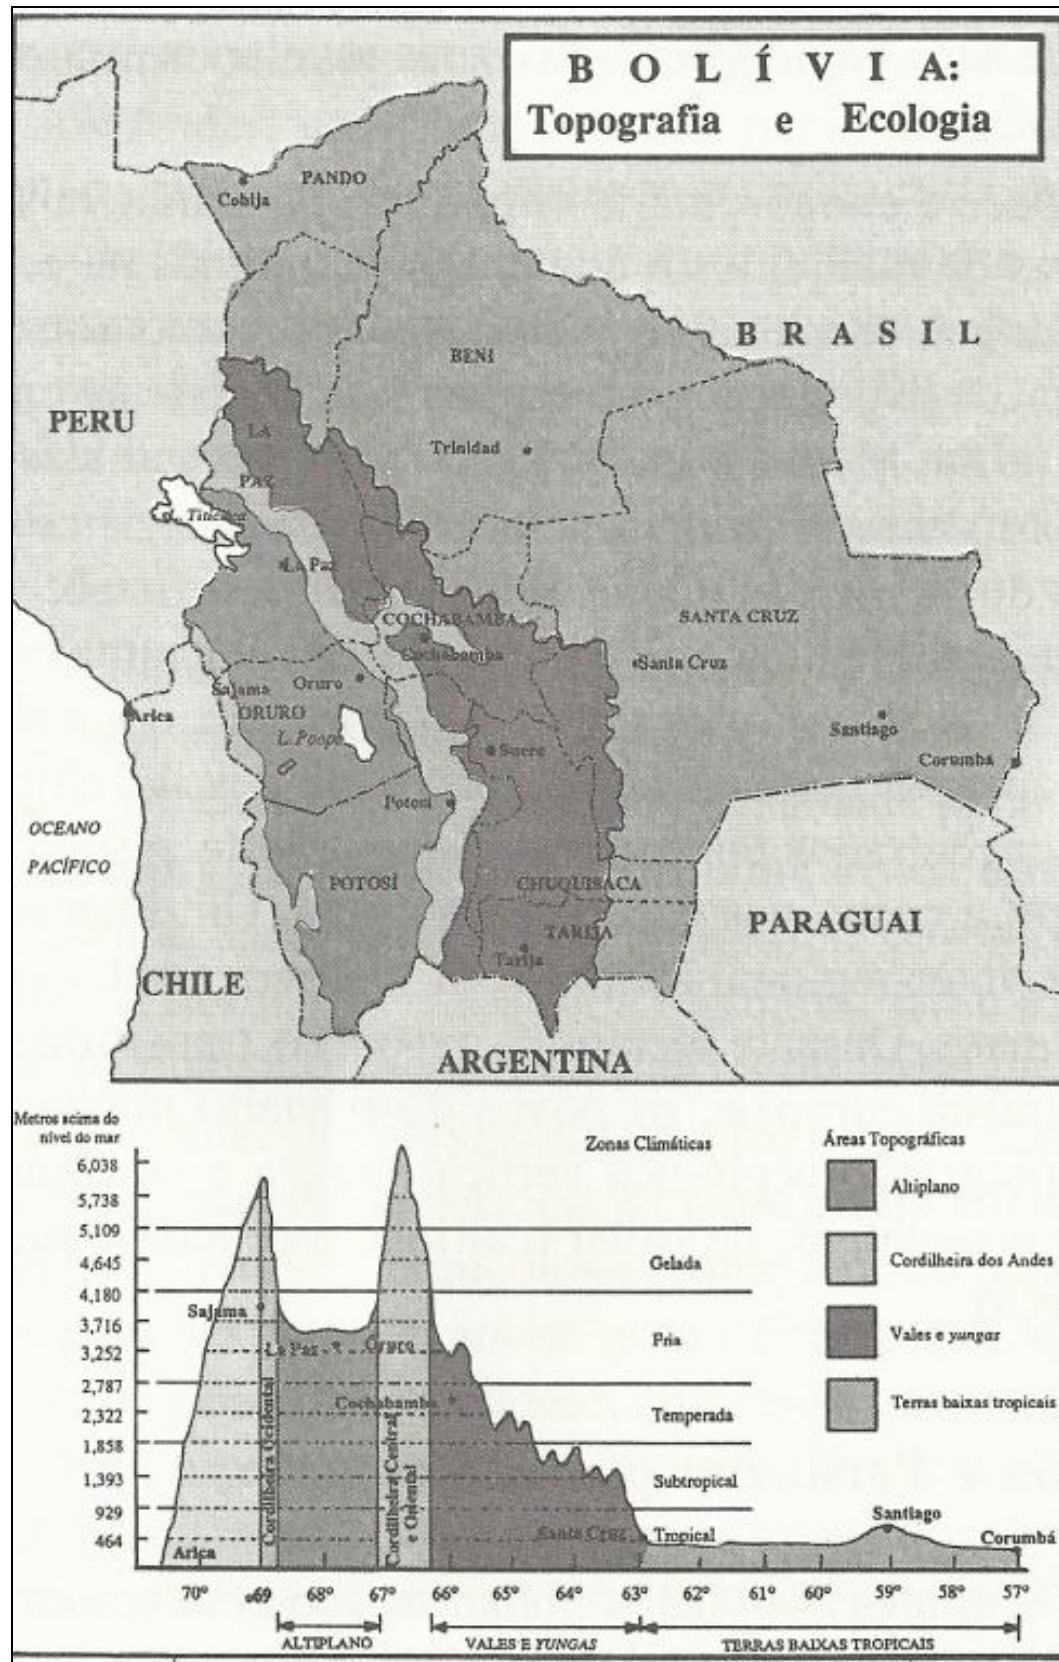 BOLÍVIA:
Topografia e Ecologia
PANDO
Cobija
BRASIL
BENI
PERU
LA
Trinidad
PAZ
L. Titicaca
La Paz
COCHABAMBA
SANTA CRUZ
Cochabamba
Santa Cruz
Sajama
Oruro
Arica
ORURO
Santiago
L. Poopó
Sucre
Corumbá
Potosí
OCEANO
PACÍFICO
POTOSÍ
CHUQUISACA
PARAGUAI
TARIJA
Tarija
CHILE
ARGENTINA
Metros acima do
nível do mar
Zonas Climáticas
Áreas Topográficas
6,038
5,738
Altiplano
5,109
4,645
Gelada
Cordilheira dos Andes
4,180
Sajama
3,716
Fria
Vales e yungas
3,252
La Paz
Oruro
2,787
Cochabamba
2,322
Temperada
Terras baixas tropicais
1,858
1,393
Subtropical
929
Santiago
464
Santa Cruz
Tropical
Corumbá
Arica
Cordilheira Ocidental
Cordilheira Central
e Oriental
70° 69° 68° 67° 66° 65° 64° 63° 62° 61° 60° 59° 58° 57°
ALTIPLANO
VALES E YUNGAS
TERRAS BAIXAS TROPICAIS